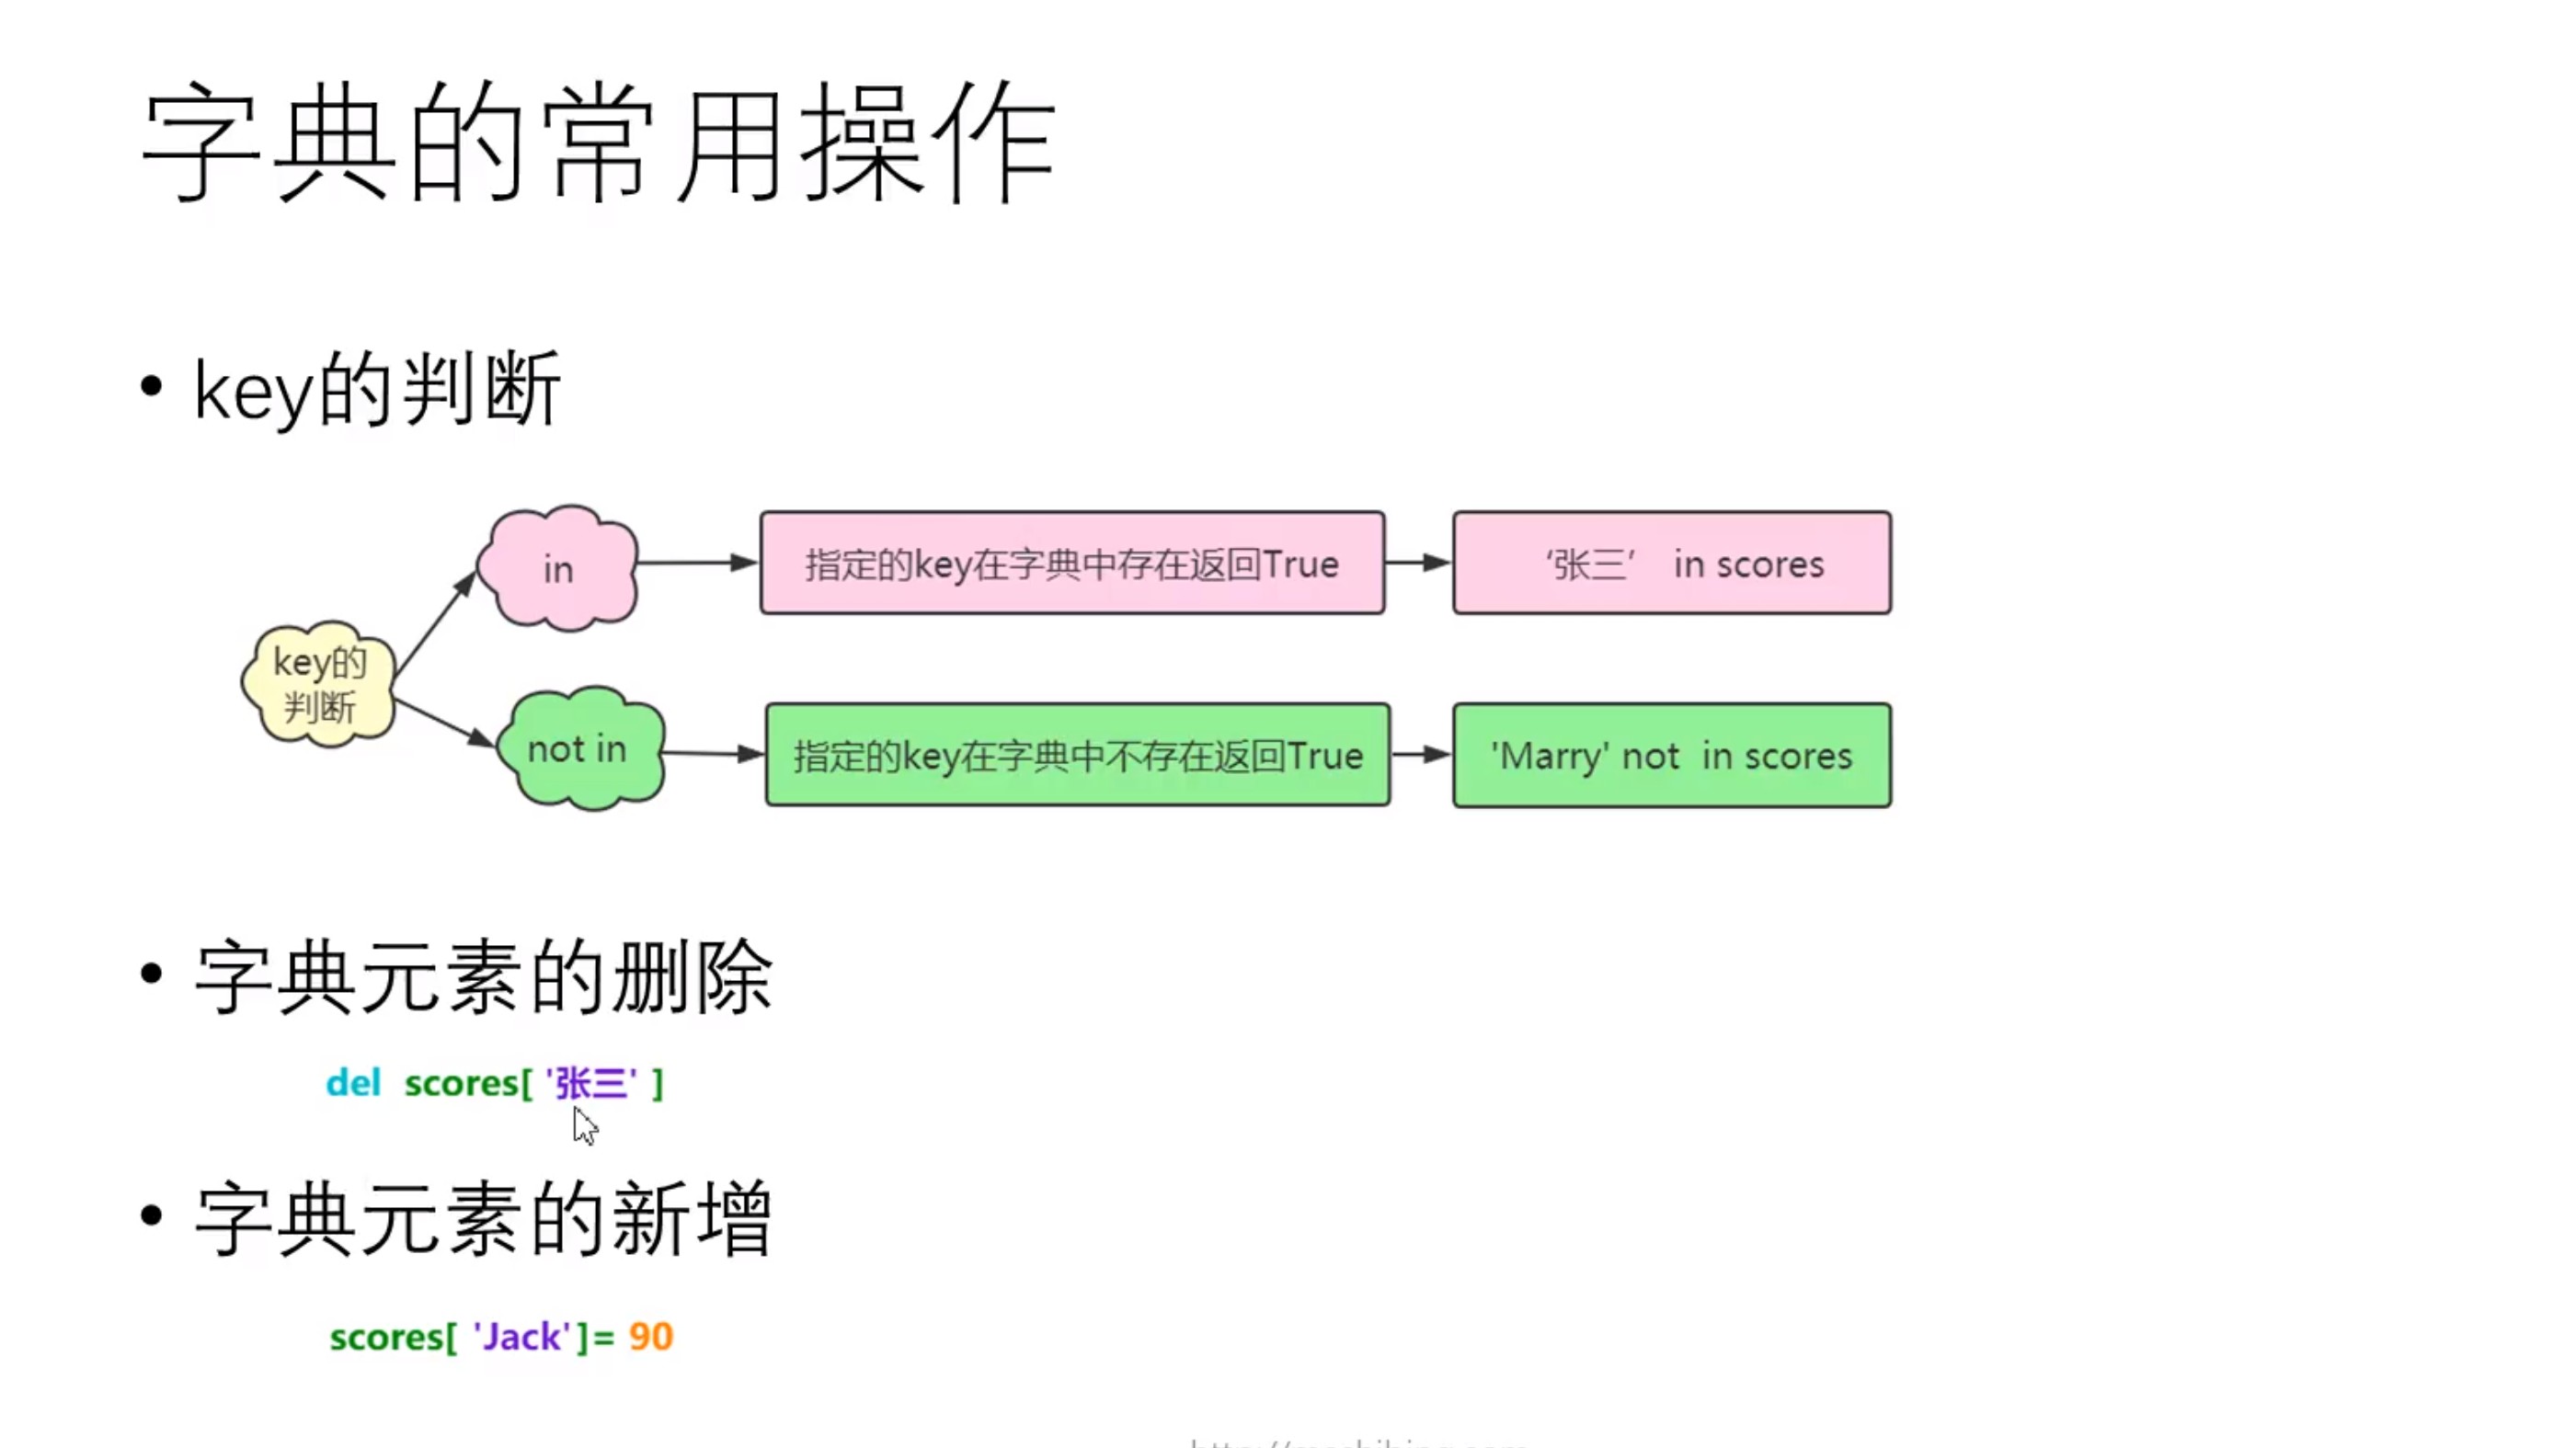 字典的常用操作
• key的判断
in
指定的key在字典中存在返回True
‘张三’ in scores
key的
判断
not in
指定的key在字典中不存在返回True
'Marry' not in scores
• 字典元素的删除
del scores[ '张三' ]
• 字典元素的新增
scores[ 'Jack']= 90